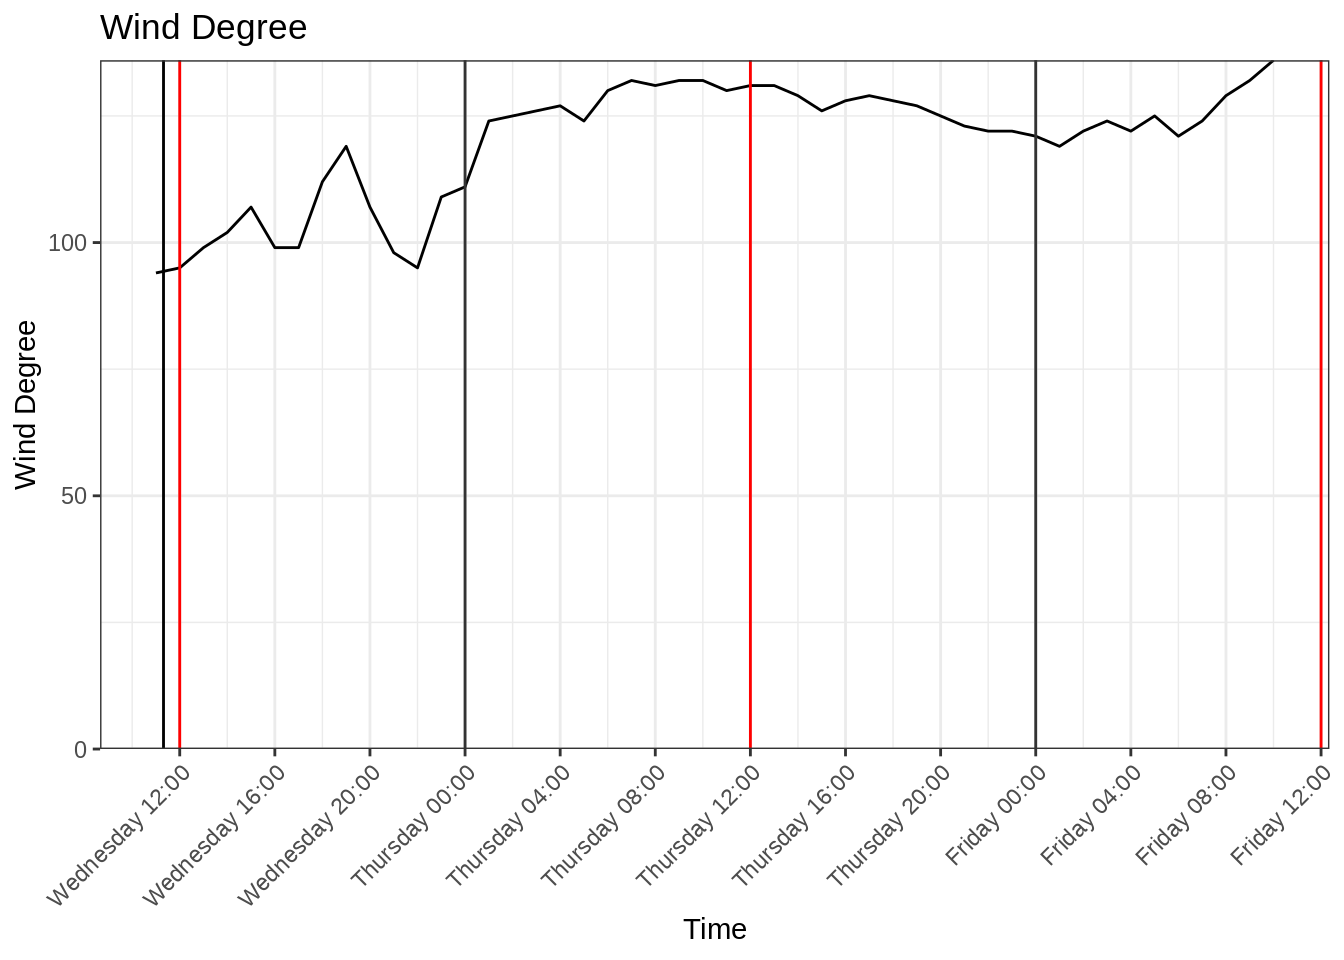 Wind Degree
Wind Degree
100
50
0
Wednesday 12:00
Wednesday 16:00
Wednesday 20:00
Thursday 00:00
Thursday 04:00
Thursday 08:00
Thursday 12:00
Thursday 16:00
Thursday 20:00
Friday 00:00
Friday 04:00
Friday 08:00
Friday 12:00
Time